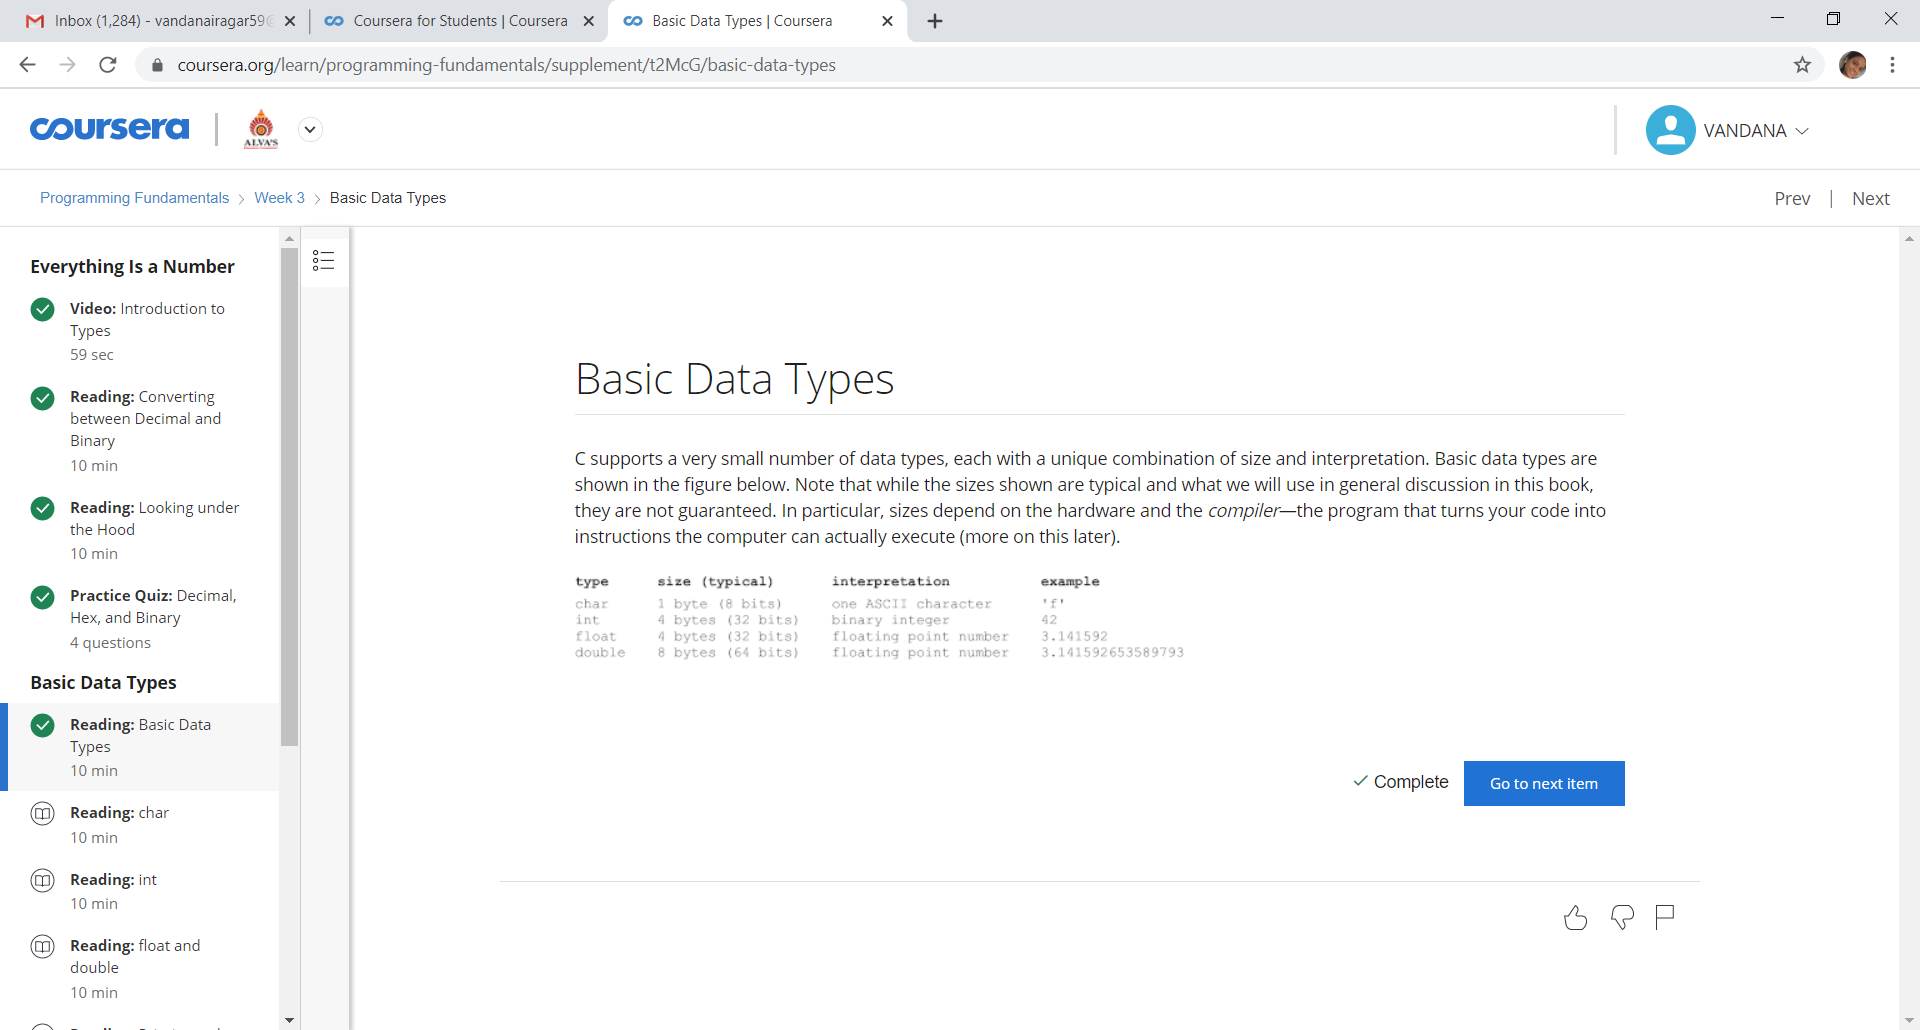 Inbox (1,284) - vandanairagar59
Coursera for Students | Coursera
Basic Data Types | Coursera
coursera.org/learn/programming-fundamentals/supplement/t2McG/basic-data-types
coursera
ALVA'S
VANDANA
Programming Fundamentals > Week 3 > Basic Data Types
Prev | Next
Everything Is a Number
Video: Introduction to
Types
59 sec
Reading: Converting
between Decimal and
Binary
10 min
Reading: Looking under
the Hood
10 min
Practice Quiz: Decimal,
Hex, and Binary
4 questions
Basic Data Types
Reading: Basic Data
Types
10 min
Reading: char
10 min
Reading: int
10 min
Reading: float and
double
10 min
Basic Data Types
C supports a very small number of data types, each with a unique combination of size and interpretation. Basic data types are
shown in the figure below. Note that while the sizes shown are typical and what we will use in general discussion in this book,
they are not guaranteed. In particular, sizes depend on the hardware and the compiler—the program that turns your code into
instructions the computer can actually execute (more on this later).
type size (typical) interpretation example
char 1 byte (8 bits) one ASCII character 'f'
int 4 bytes (32 bits) binary integer 42
float 4 bytes (32 bits) floating point number 3.141592
double 8 bytes (64 bits) floating point number 3.141592653589793
Complete
Go to next item